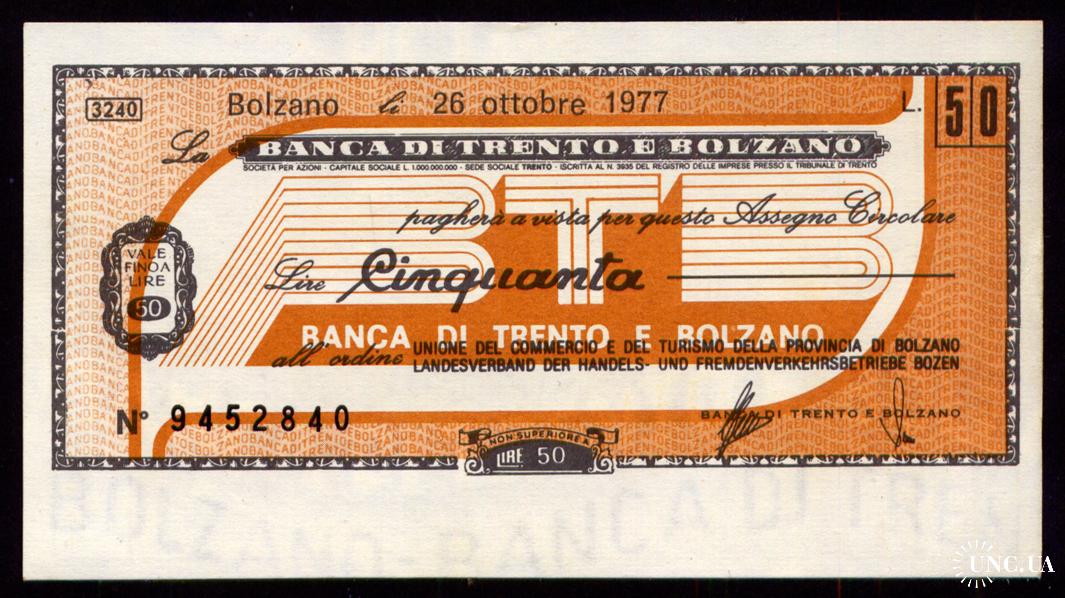 3240
Bolzano li 26 ottobre 1977
L. 50
La BANCA DI TRENTO E BOLZANO
SOCIETÀ PER AZIONI - CAPITALE SOCIALE L. 1.000.000.000 - SEDE SOCIALE TRENTO - ISCRITTA AL N. 3935 DEL REGISTRO DELLE IMPRESE PRESSO IL TRIBUNALE DI TRENTO
BTB
pagherà a vista per questo Assegno Circolare
VALE
FINO A
LIRE
50
Lire Cinquanta
BANCA DI TRENTO E BOLZANO
all'ordine UNIONE DEL COMMERCIO E DEL TURISMO DELLA PROVINCIA DI BOLZANO
LANDESVERBAND DER HANDELS- UND FREMDENVERKEHRSBETRIEBE BOZEN
N° 9452840
BANCA DI TRENTO E BOLZANO
NON SUPERIORE A
LIRE 50
UNC.UA